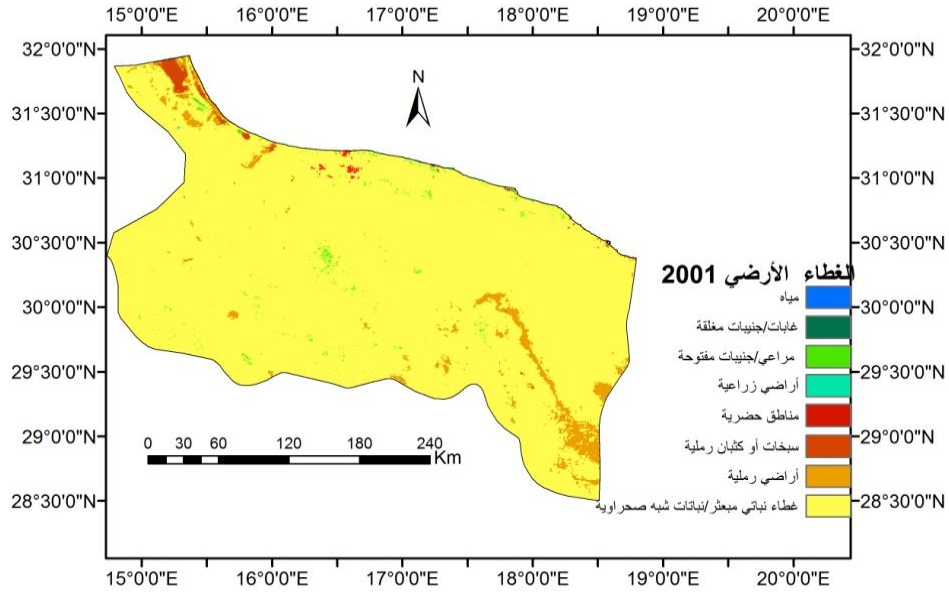 15°0'0"E 16°0'0"E 17°0'0"E 18°0'0"E 19°0'0"E 20°0'0"E
32°0'0"N 32°0'0"N
N
31°30'0"N 31°30'0"N
31°0'0"N 31°0'0"N
30°30'0"N 30°30'0"N
الغطاء الأرضي 2001
مياه
30°0'0"N 30°0'0"N
غابات/جنيبات مغلقة
مراعي/جنيبات مفتوحة
29°30'0"N 29°30'0"N
أراضي زراعية
مناطق حضرية
29°0'0"N 29°0'0"N
0 30 60 120 180 240
Km
سبخات أو كثبان رملية
أراضي رملية
28°30'0"N 28°30'0"N
غطاء نباتي مبعثر/نباتات شبه صحراوية
15°0'0"E 16°0'0"E 17°0'0"E 18°0'0"E 19°0'0"E 20°0'0"E